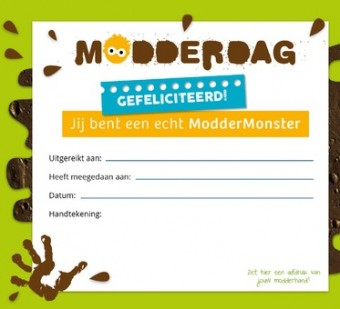 MODDERDAG
GEFELICITEERD!
Jij bent een echt ModderMonster
Uitgereikt aan:
Heeft meegedaan aan:
Datum:
Handtekening:
Zet hier een afdruk van
jouw modderhand!